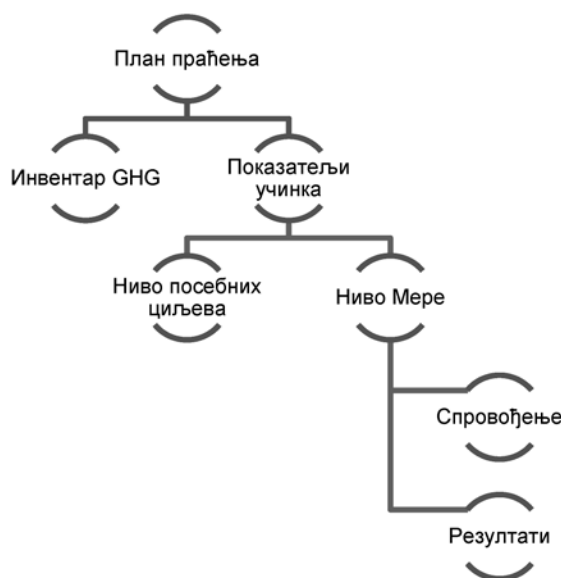 План праћења
Инвентар GHG
Показатељи
учинка
Ниво посебних
циљева
Ниво Мере
Спровођење
Резултати